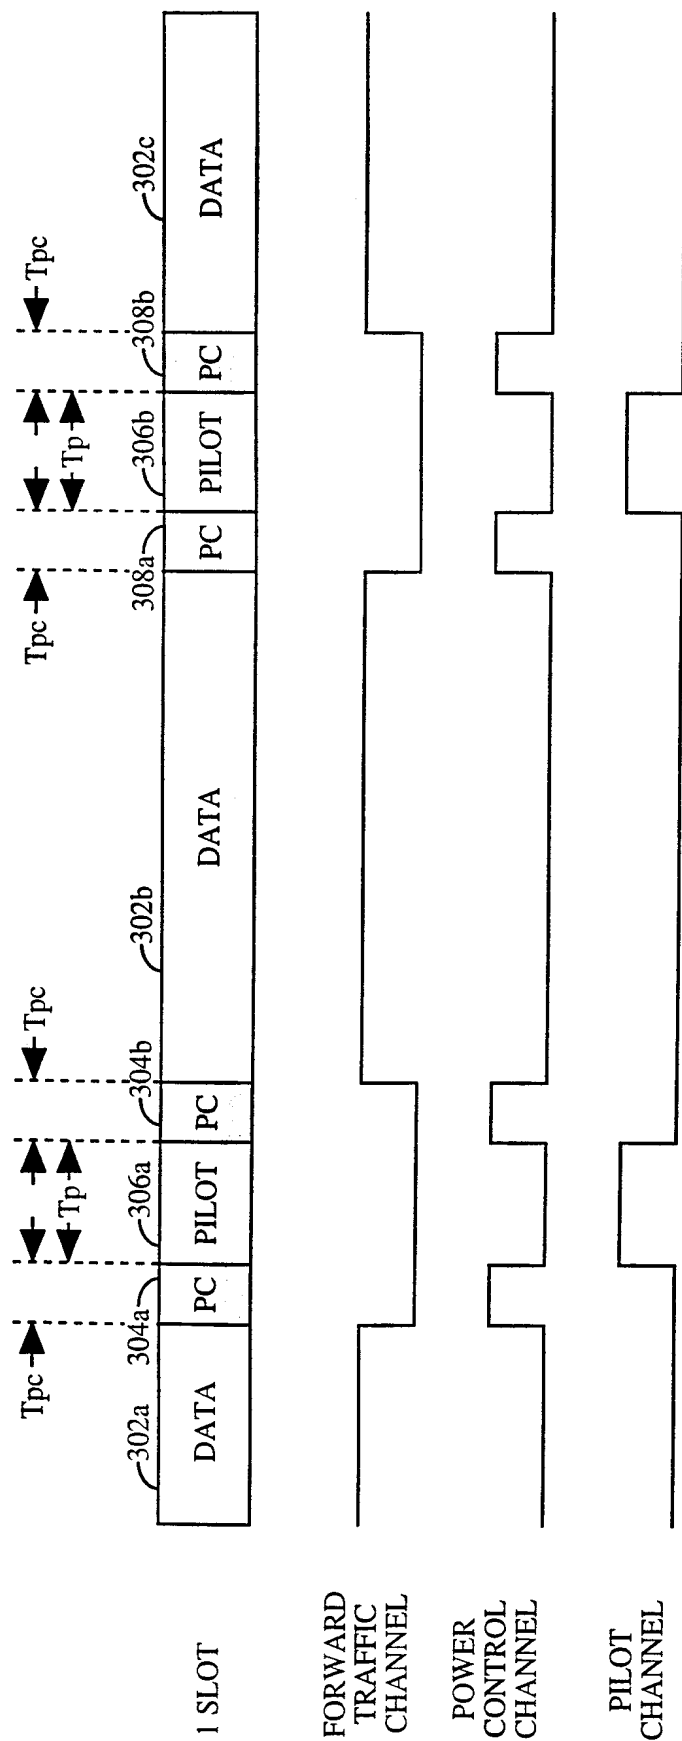 Tpc
Tpc
Tpc
Tpc
Tp
Tp
302a
304a
306a
304b
302b
308a
306b
308b
302c
1 SLOT
DATA
PC
PILOT
PC
DATA
PC
PILOT
PC
DATA
FORWARD
TRAFFIC
CHANNEL
POWER
CONTROL
CHANNEL
PILOT
CHANNEL